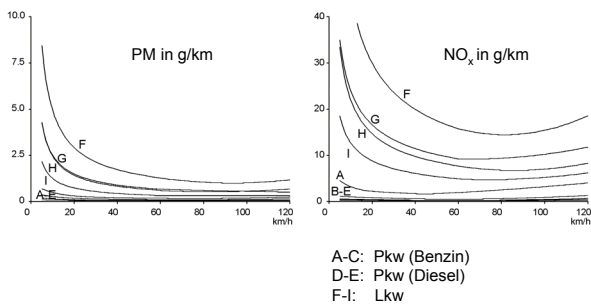 PM in g/km
10.0
7.5
5.0
2.5
0
0 20 40 60 80 100 120
km/h
F
G
H
I
A-E
NOx in g/km
40
30
20
10
0
0 20 40 60 80 100 120
km/h
F
G
H
I
A
B-E
A-C: Pkw (Benzin)
D-E: Pkw (Diesel)
F-I: Lkw